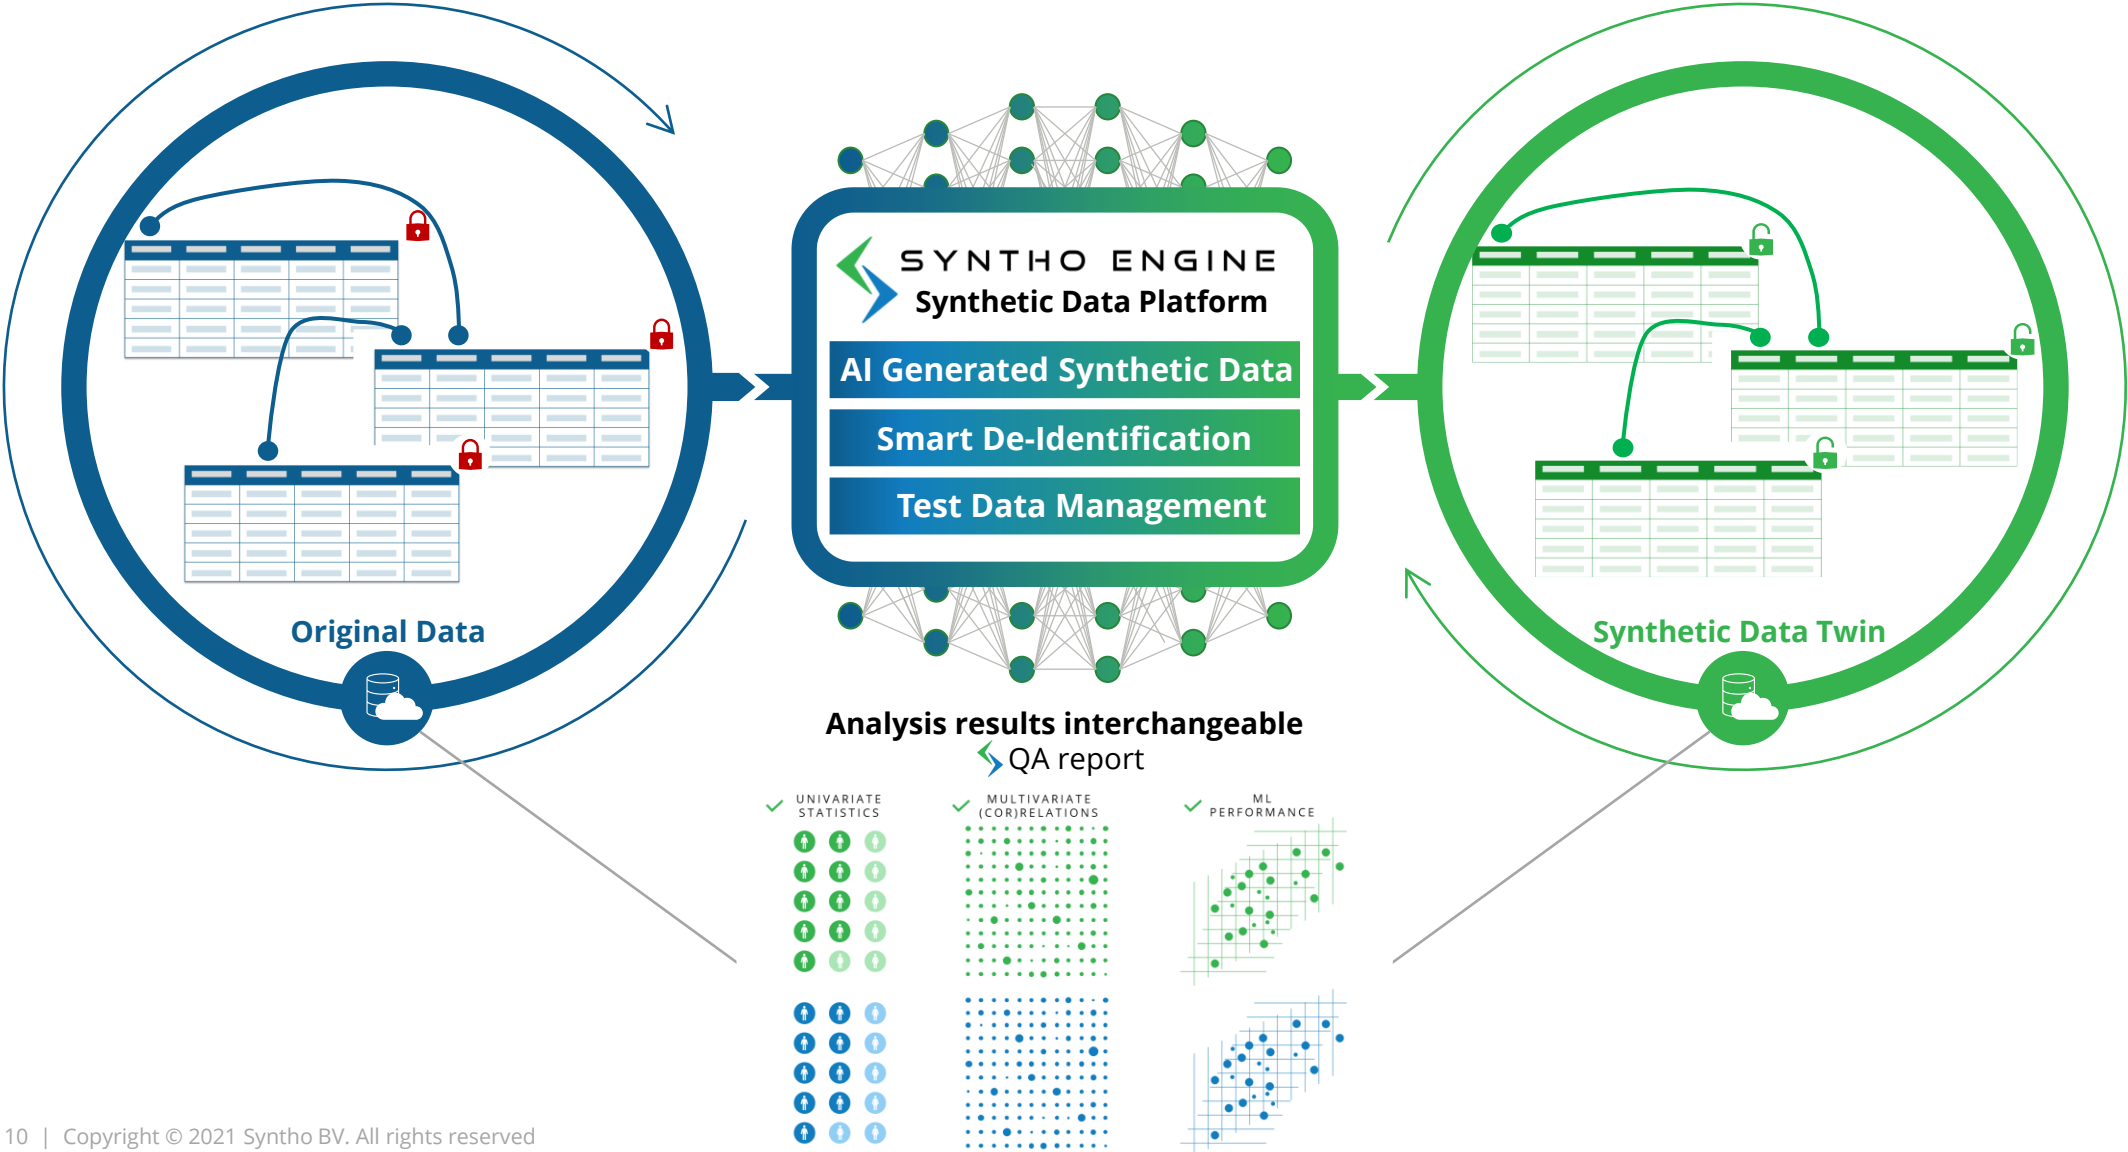 SYNTHO ENGINE
Synthetic Data Platform
AI Generated Synthetic Data
Smart De-Identification
Test Data Management
Original Data
Synthetic Data Twin
Analysis results interchangeable
QA report
UNIVARIATE
STATISTICS
MULTIVARIATE
(COR)RELATIONS
ML
PERFORMANCE
10 | Copyright © 2021 Syntho BV. All rights reserved